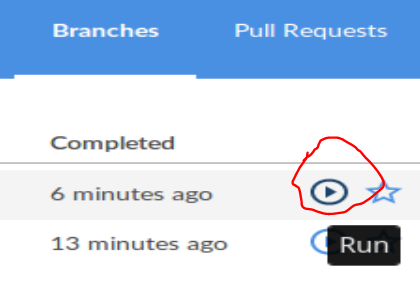 Branches Pull Requests
Completed
6 minutes ago
13 minutes ago Run